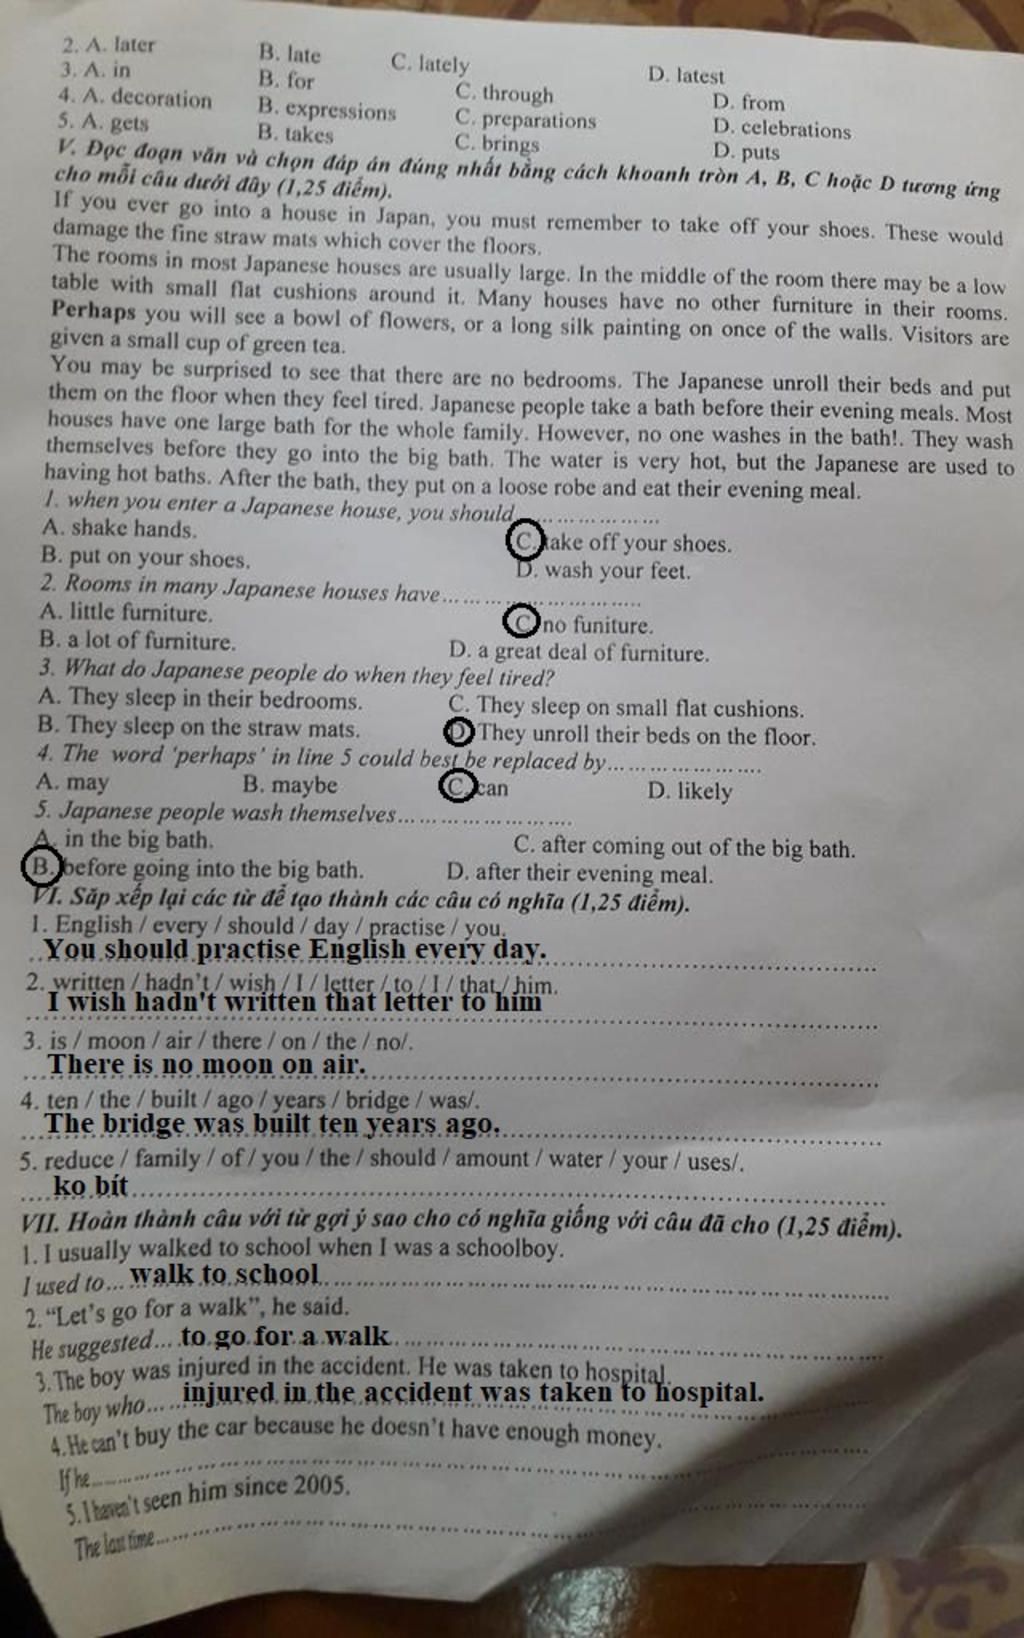 2. A. later B. late C. lately D. latest
3. A. in B. for C. through D. from
4. A. decoration B. expressions C. preparations D. celebrations
5. A. gets B. takes C. brings D. puts
V. Đọc đoạn văn và chọn đáp án đúng nhất bằng cách khoanh tròn A, B, C hoặc D tương ứng
cho mỗi câu dưới đây (1,25 điểm).
If you ever go into a house in Japan, you must remember to take off your shoes. These would
damage the fine straw mats which cover the floors.
The rooms in most Japanese houses are usually large. In the middle of the room there may be a low
table with small flat cushions around it. Many houses have no other furniture in their rooms.
Perhaps you will see a bowl of flowers, or a long silk painting on once of the walls. Visitors are
given a small cup of green tea.
You may be surprised to see that there are no bedrooms. The Japanese unroll their beds and put
them on the floor when they feel tired. Japanese people take a bath before their evening meals. Most
houses have one large bath for the whole family. However, no one washes in the bath!. They wash
themselves before they go into the big bath. The water is very hot, but the Japanese are used to
having hot baths. After the bath, they put on a loose robe and eat their evening meal.
1. when you enter a Japanese house, you should....................
A. shake hands. C. take off your shoes.
B. put on your shoes. D. wash your feet.
2. Rooms in many Japanese houses have..............................
A. little furniture. C. no funiture.
B. a lot of furniture. D. a great deal of furniture.
3. What do Japanese people do when they feel tired?
A. They sleep in their bedrooms. C. They sleep on small flat cushions.
B. They sleep on the straw mats. D. They unroll their beds on the floor.
4. The word 'perhaps' in line 5 could best be replaced by.......................
A. may B. maybe C. can D. likely
5. Japanese people wash themselves.........................
A. in the big bath. C. after coming out of the big bath.
B. before going into the big bath. D. after their evening meal.
VI. Sắp xếp lại các từ để tạo thành các câu có nghĩa (1,25 điểm).
1. English / every / should / day / practise / you.
You should practise English every day.
2. written / hadn't / wish / I / letter / to / I / that / him.
I wish hadn't written that letter to him
3. is / moon / air / there / on / the / no/.
There is no moon on air.
4. ten / the / built / ago / years / bridge / was/.
The bridge was built ten years ago.
5. reduce / family / of / you / the / should / amount / water / your / uses/.
ko bít
VII. Hoàn thành câu với từ gợi ý sao cho có nghĩa giống với câu đã cho (1,25 điểm).
1. I usually walked to school when I was a schoolboy.
I used to... walk to school
2. "Let's go for a walk", he said.
He suggested.... to go for a walk
3. The boy was injured in the accident. He was taken to hospital.
The boy who...... injured in the accident was taken to hospital.
4. He can't buy the car because he doesn't have enough money.
If he..............................
5. I haven't seen him since 2005.
The last time..............................